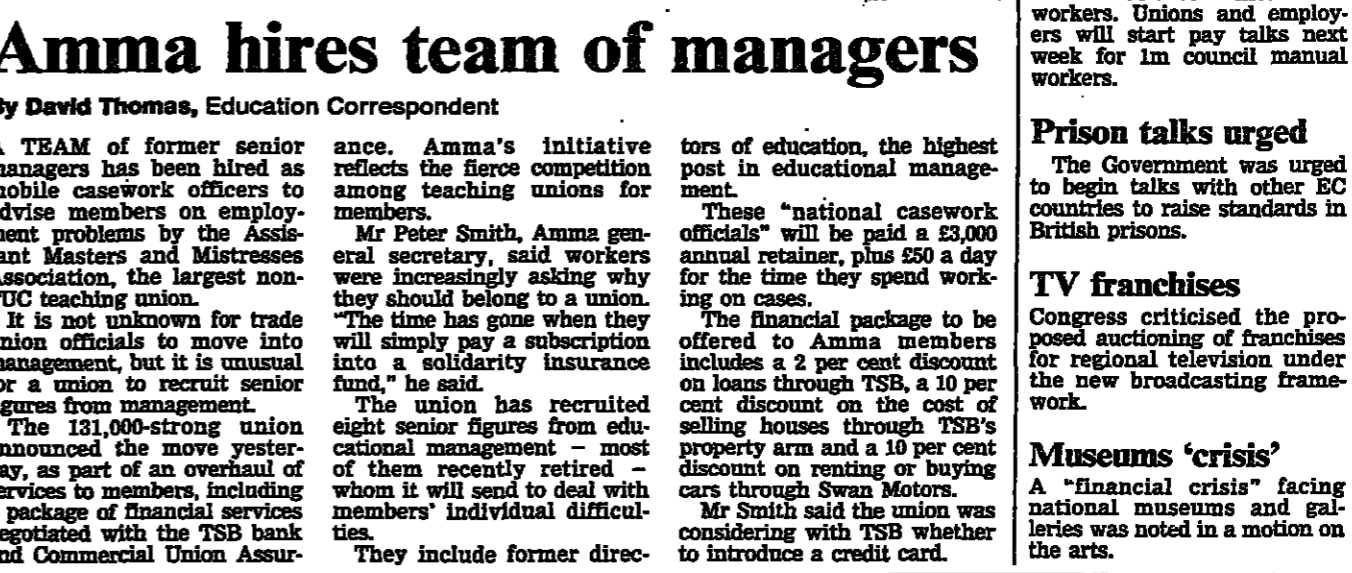 Amma hires team of managers
By David Thomas, Education Correspondent
A TEAM of former senior
managers has been hired as
mobile casework officers to
advise members on employ-
ment problems by the Assis-
tant Masters and Mistresses
Association, the largest non-
TUC teaching union.
It is not unknown for trade
union officials to move into
management, but it is unusual
for a union to recruit senior
figures from management.
The 131,000-strong union
announced the move yester-
day, as part of an overhaul of
services to members, including
a package of financial services
negotiated with the TSB bank
and Commercial Union Assur-
ance. Amma's initiative
reflects the fierce competition
among teaching unions for
members.
Mr Peter Smith, Amma gen-
eral secretary, said workers
were increasingly asking why
they should belong to a union.
"The time has gone when they
will simply pay a subscription
into a solidarity insurance
fund," he said.
The union has recruited
eight senior figures from edu-
cational management – most
of them recently retired –
whom it will send to deal with
members' individual difficul-
ties.
They include former direc-
tors of education, the highest
post in educational manage-
ment.
These "national casework
officials" will be paid a £3,000
annual retainer, plus £50 a day
for the time they spend work-
ing on cases.
The financial package to be
offered to Amma members
includes a 2 per cent discount
on loans through TSB, a 10 per
cent discount on the cost of
selling houses through TSB's
property arm and a 10 per cent
discount on renting or buying
cars through Swan Motors.
Mr Smith said the union was
considering with TSB whether
to introduce a credit card.
workers. Unions and employ-
ers will start pay talks next
week for 1m council manual
workers.
Prison talks urged
The Government was urged
to begin talks with other EC
countries to raise standards in
British prisons.
TV franchises
Congress criticised the pro-
posed auctioning of franchises
for regional television under
the new broadcasting frame-
work.
Museums 'crisis'
A "financial crisis" facing
national museums and gal-
leries was noted in a motion on
the arts.